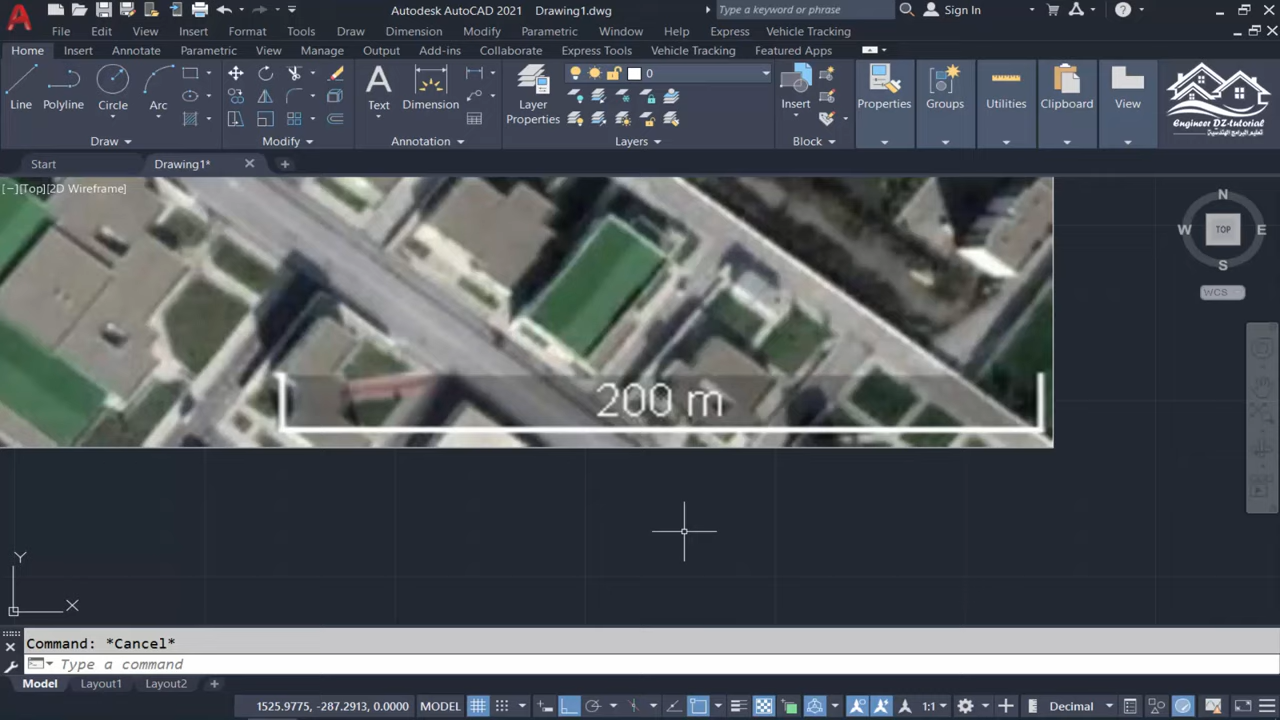 Autodesk AutoCAD 2021 Drawing1.dwg
Type a keyword or phrase
Sign In
File Edit View Insert Format Tools Draw Dimension Modify Parametric Window Help Express Vehicle Tracking
Home Insert Annotate Parametric View Manage Output Add-ins Collaborate Express Tools Vehicle Tracking Featured Apps
0
Line Polyline Circle Arc
Text Dimension
Layer
Properties
Insert
Properties Groups Utilities Clipboard View
Engineer DZ-tutorial
تعليم البرامج الهندسية
Draw Modify Annotation Layers Block
Start Drawing1*
[−][Top][2D Wireframe]
N
W TOP E
S
WCS
200 m
Y
X
Command: *Cancel*
Type a command
Model Layout1 Layout2
1525.9775, -287.2913, 0.0000 MODEL 1:1 Decimal